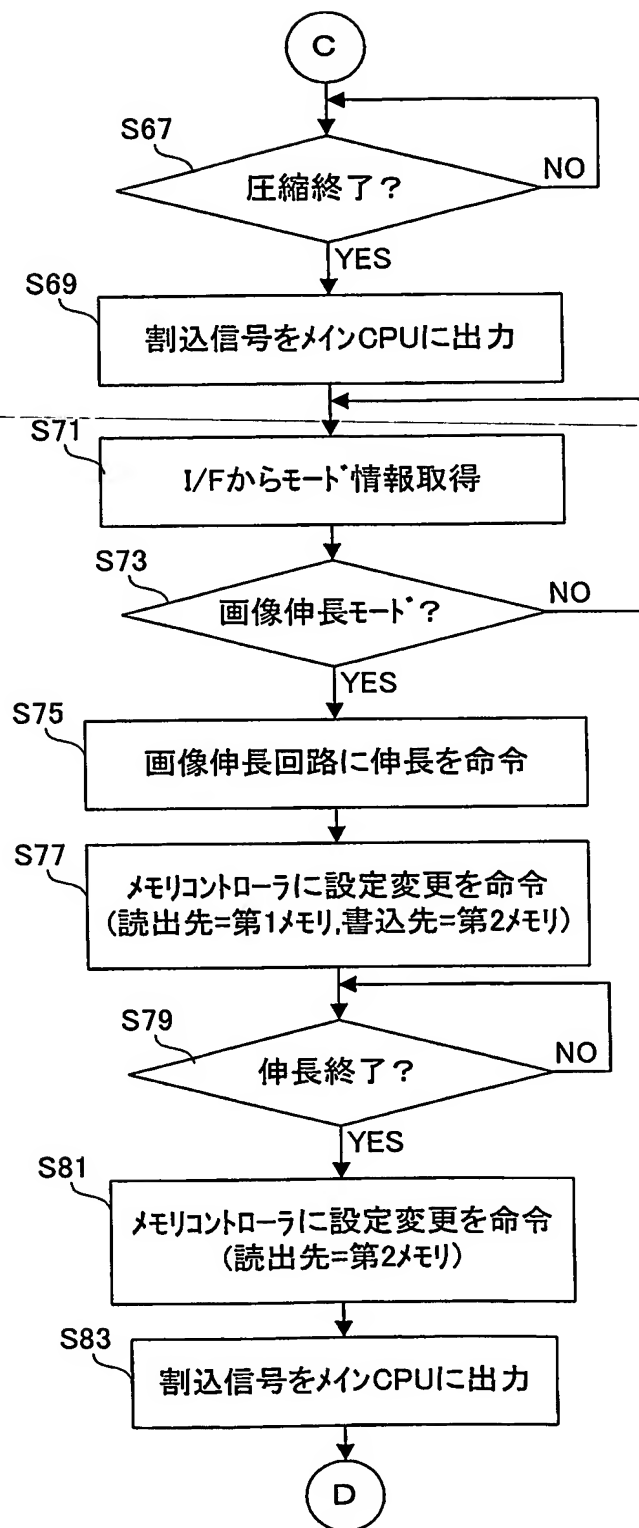 C
S67
圧縮終了?
NO
YES
S69
割込信号をメインCPUに出力
S71
I/Fからモード情報取得
S73
画像伸長モード?
NO
YES
S75
画像伸長回路に伸長を命令
S77
メモリコントローラに設定変更を命令
(読出先=第1メモリ,書込先=第2メモリ)
S79
伸長終了?
NO
YES
S81
メモリコントローラに設定変更を命令
(読出先=第2メモリ)
S83
割込信号をメインCPUに出力
D